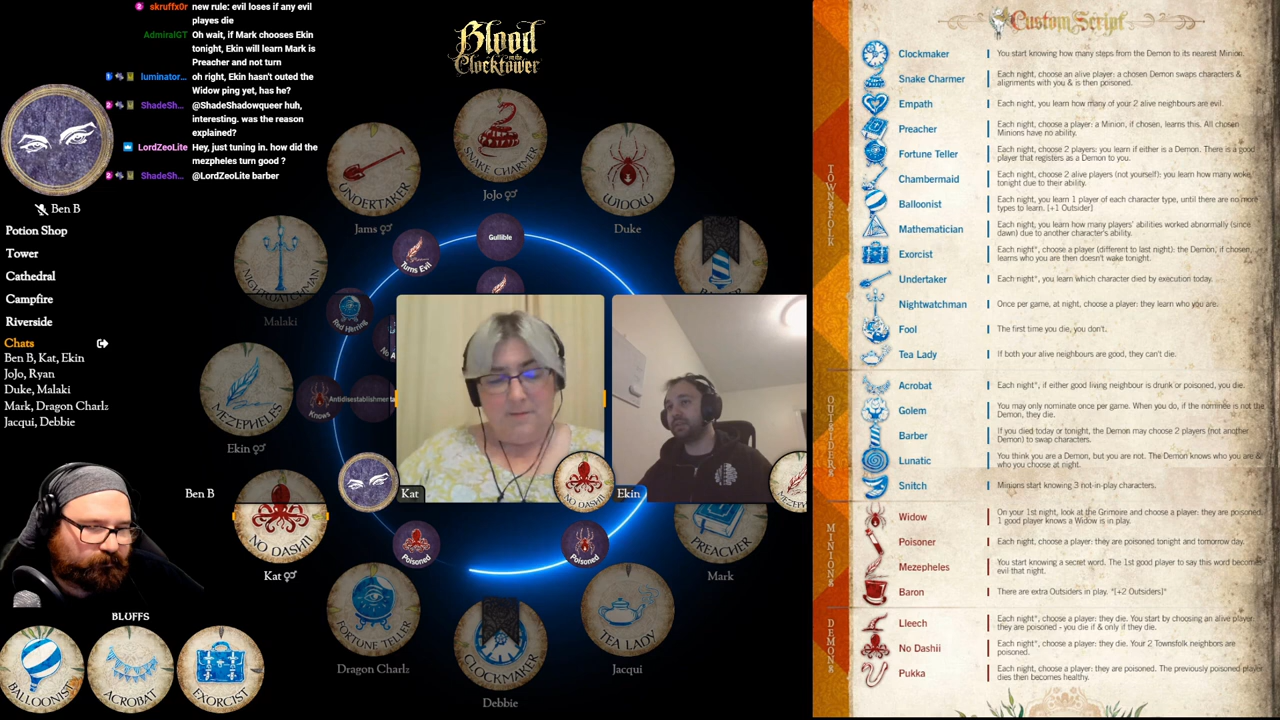 skruffx0r new rule: evil loses if any evil
playes die
AdmiralGT Oh wait, if Mark chooses Ekin
tonight, Ekin will learn Mark is
Preacher and not turn
luminator... oh right, Ekin hasn't outed the
Widow ping yet, has he?
ShadeSh... @ShadeShadowqueer huh,
interesting. was the reason
explained?
LordZeoLite Hey, just tuning in. how did the
mezpheles turn good ?
ShadeSh... @LordZeoLite barber
Ben B
Potion Shop
Tower
Cathedral
Campfire
Riverside
Chats
Ben B, Kat, Ekin
JoJo, Ryan
Duke, Malaki
Mark, Dragon Charlz
Jacqui, Debbie
BLUFFS
BALLOONIST
ACROBAT
EXORCIST
Blood
on the
Clocktower
SNAKE CHARMER
JoJo
UNDERTAKER
Jams
WIDOW
Duke
NIGHTWATCHMAN
Malaki
MEZEPHELES
Ekin
Ben B
NO DASHII
Kat
FORTUNE TELLER
Dragon Charlz
CLOCKMAKER
Debbie
TEA LADY
Jacqui
PREACHER
Mark
Turns Evil
Gullible
Red Herring
No A
Knows
Antidisestablishmenta
Poisoned
Poisoned
Kat
NO DASHII
Ekin
MEZEPH
Custom Script
TOWNSFOLK
Clockmaker You start knowing how many steps from the Demon to its nearest Minion.
Snake Charmer Each night, choose an alive player: a chosen Demon swaps characters &
alignments with you & is then poisoned.
Empath Each night, you learn how many of your 2 alive neighbours are evil.
Preacher Each night, choose a player: a Minion, if chosen, learns this. All chosen
Minions have no ability.
Fortune Teller Each night, choose 2 players: you learn if either is a Demon. There is a good
player that registers as a Demon to you.
Chambermaid Each night, choose 2 alive players (not yourself): you learn how many woke
tonight due to their ability.
Balloonist Each night, you learn 1 player of each character type, until there are no more
types to learn. [+1 Outsider]
Mathematician Each night, you learn how many players' abilities worked abnormally (since
dawn) due to another character's ability.
Exorcist Each night*, choose a player (different to last night): the Demon, if chosen,
learns who you are then doesn't wake tonight.
Undertaker Each night*, you learn which character died by execution today.
Nightwatchman Once per game, at night, choose a player: they learn who you are.
Fool The first time you die, you don't.
Tea Lady If both your alive neighbours are good, they can't die.
OUTSIDERS
Acrobat Each night*, if either good living neighbour is drunk or poisoned, you die.
Golem You may only nominate once per game. When you do, if the nominee is not the
Demon, they die.
Barber If you died today or tonight, the Demon may choose 2 players (not another
Demon) to swap characters.
Lunatic You think you are a Demon, but you are not. The Demon knows who you are &
who you choose at night.
Snitch Minions start knowing 3 not-in-play characters.
MINIONS
Widow On your 1st night, look at the Grimoire and choose a player: they are poisoned.
1 good player knows a Widow is in play.
Poisoner Each night, choose a player: they are poisoned tonight and tomorrow day.
Mezepheles You start knowing a secret word. The 1st good player to say this word becomes
evil that night.
Baron There are extra Outsiders in play. *[+2 Outsiders]*
DEMONS
Lleech Each night*, choose a player: they die. You start by choosing an alive player:
they are poisoned - you die if & only if they die.
No Dashii Each night*, choose a player: they die. Your 2 Townsfolk neighbors are
poisoned.
Pukka Each night, choose a player: they are poisoned. The previously poisoned player
dies then becomes healthy.